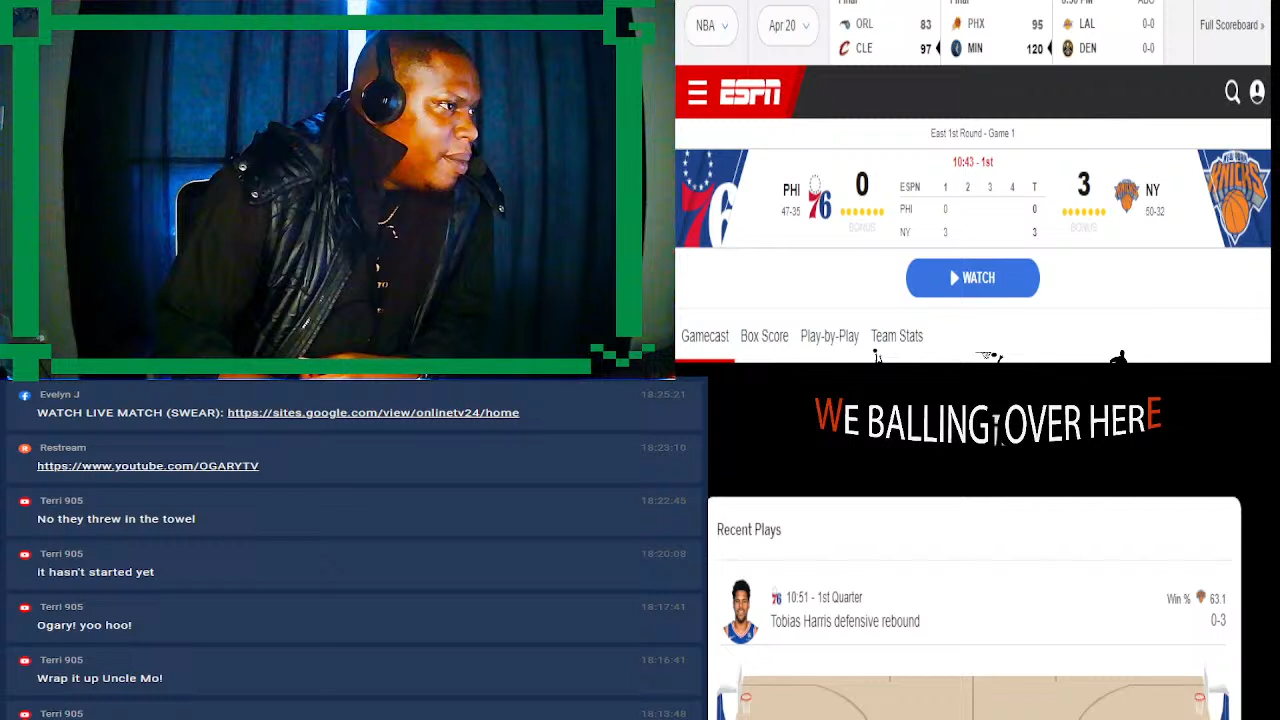 NBA
Apr 20
ORL 83
CLE 97
PHX 95
MIN 120
LAL 0-0
DEN 0-0
Full Scoreboard »
ESPN
East 1st Round - Game 1
10:43 - 1st
PHI
47-35
76
0
BONUS
ESPN 1 2 3 4 T
PHI 0 0
NY 3 3
3
BONUS
NY
50-32
KNICKS
WATCH
Gamecast Box Score Play-by-Play Team Stats
Evelyn J 18:25:21
WATCH LIVE MATCH (SWEAR): https://sites.google.com/view/onlinetv24/home
Restream 18:23:10
https://www.youtube.com/OGARYTV
Terri 905 18:22:45
No they threw in the towel
Terri 905 18:20:08
it hasn't started yet
Terri 905 18:17:41
Ogary! yoo hoo!
Terri 905 18:16:41
Wrap it up Uncle Mo!
Terri 905 18:13:48
WE BALLING OVER HERE
Recent Plays
76 10:51 - 1st Quarter
Tobias Harris defensive rebound
Win % 63.1
0-3